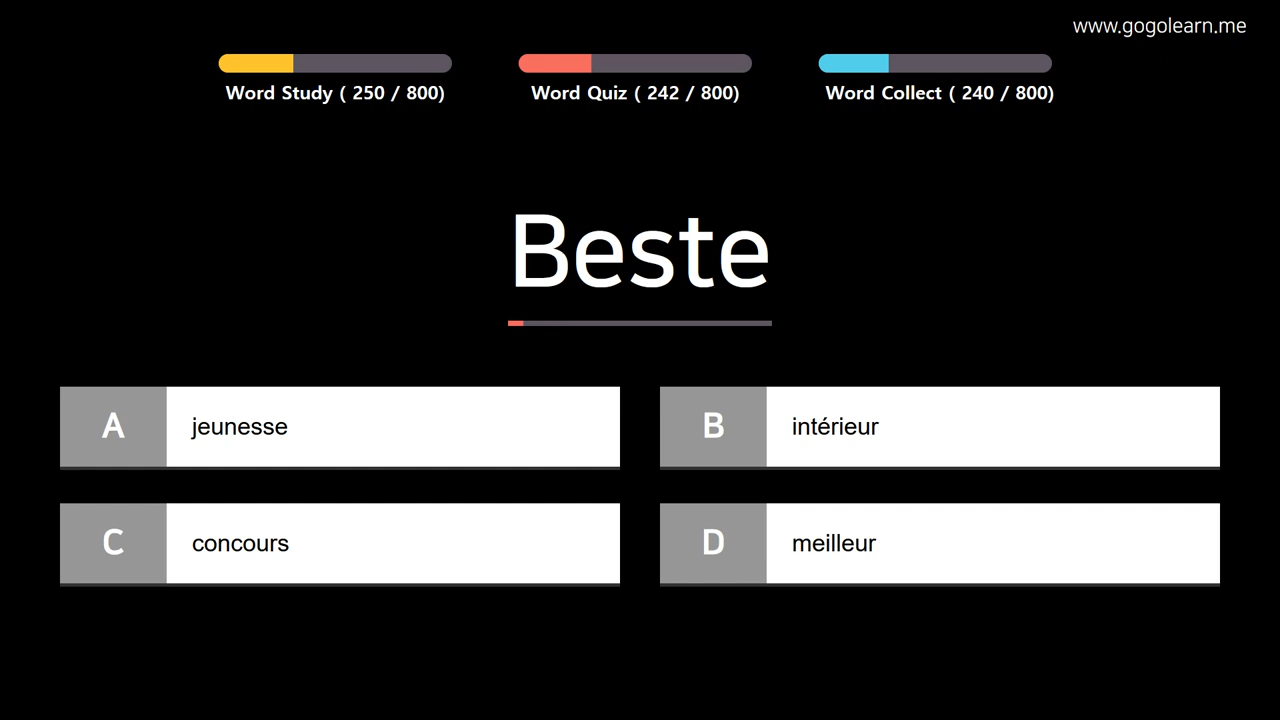 www.gogolearn.me
Word Study ( 250 / 800)
Word Quiz ( 242 / 800)
Word Collect ( 240 / 800)
Beste
A
jeunesse
B
intérieur
C
concours
D
meilleur